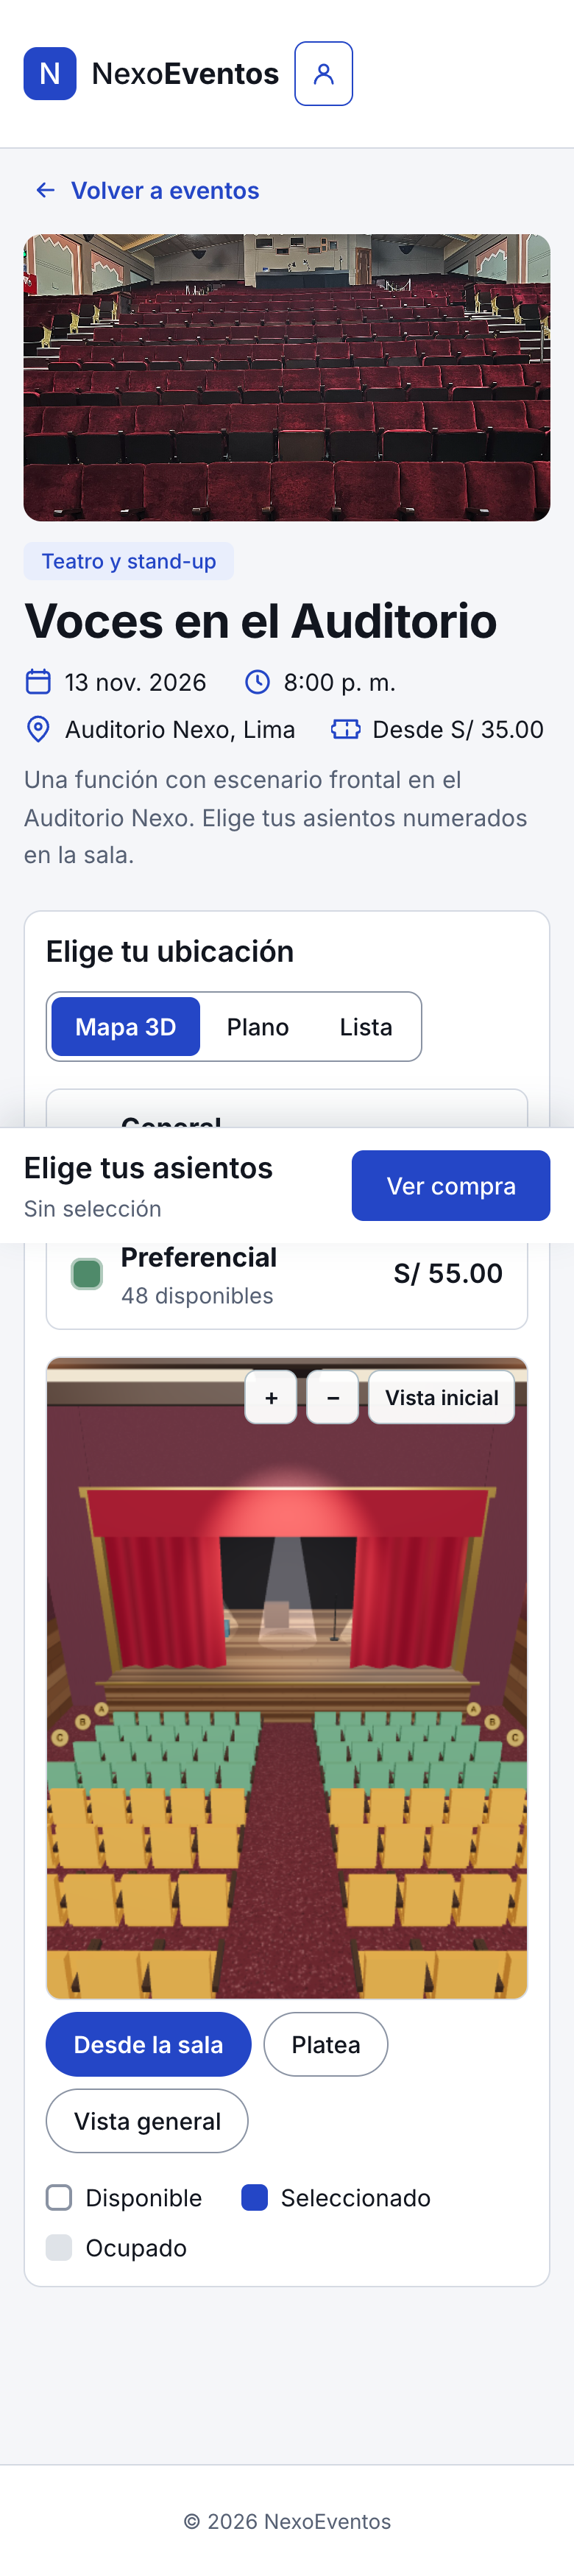 N NexoEventos
Volver a eventos
Teatro y stand-up
Voces en el Auditorio
13 nov. 2026 8:00 p. m.
Auditorio Nexo, Lima Desde S/ 35.00
Una función con escenario frontal en el
Auditorio Nexo. Elige tus asientos numerados
en la sala.
Elige tu ubicación
Mapa 3D Plano Lista
General
Elige tus asientos
Sin selección
Ver compra
Preferencial
48 disponibles
S/ 55.00
+ − Vista inicial
A A
B B
C C
Desde la sala Platea
Vista general
Disponible Seleccionado
Ocupado
© 2026 NexoEventos